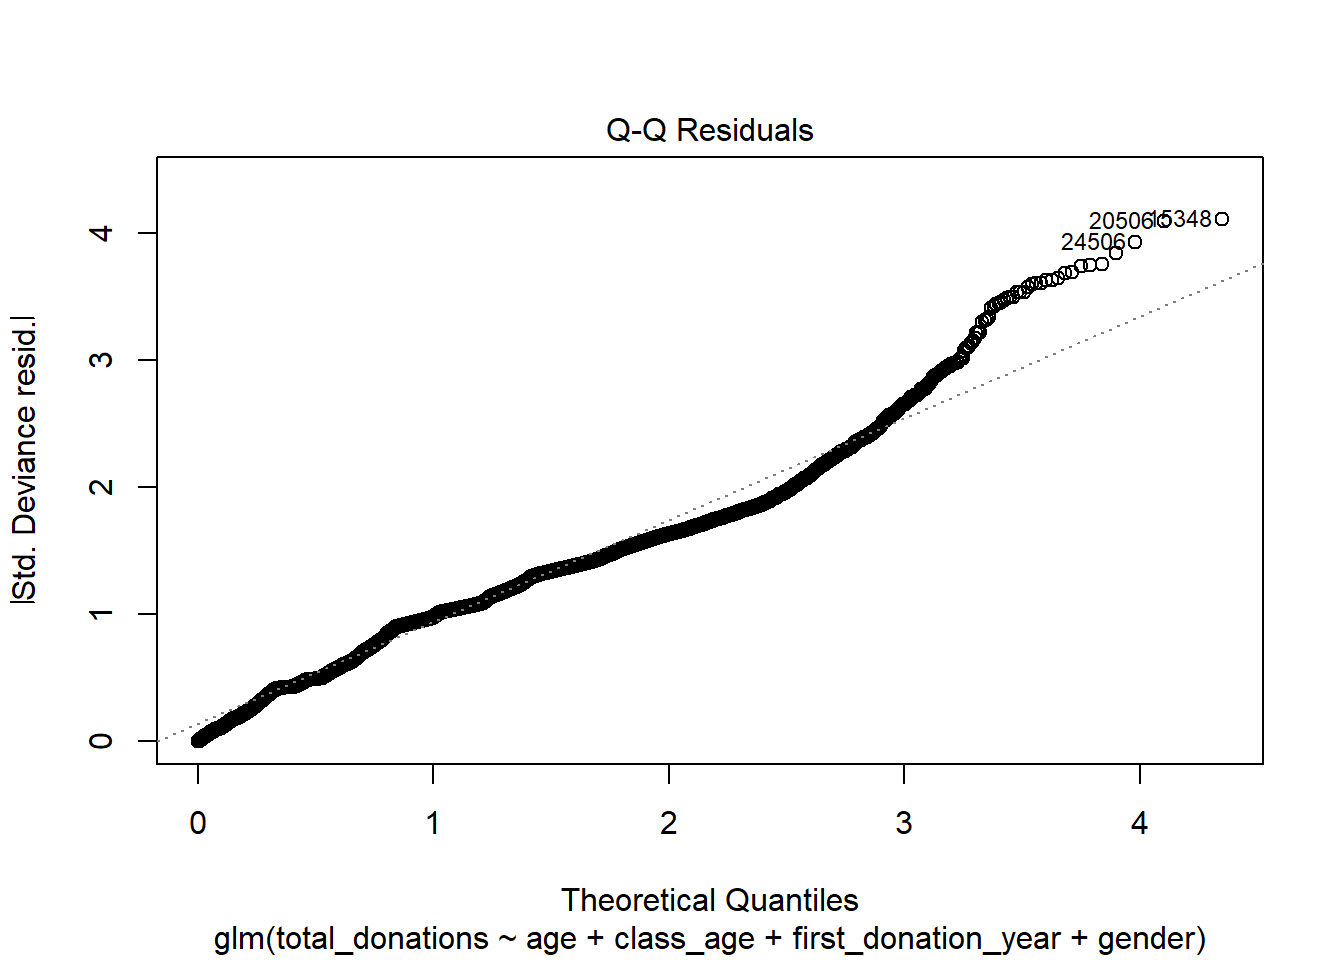 Q-Q Residuals
|Std. Deviance resid.|
4
3
2
1
0
20506
15348
24506
0 1 2 3 4
Theoretical Quantiles
glm(total_donations ~ age + class_age + first_donation_year + gender)